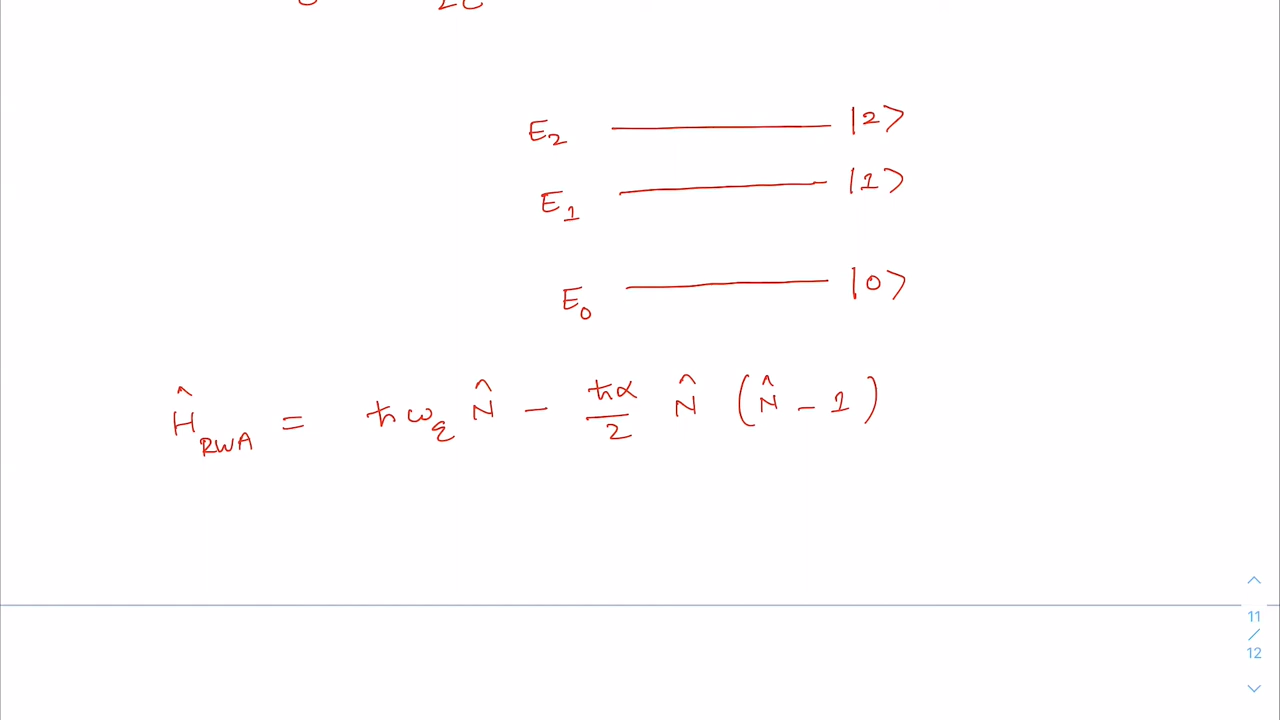 E₂ |2⟩
E₁ |1⟩
E₀ |0⟩
Ĥ_RWA = ħω_q N̂ − ħα/2 N̂ (N̂ − 1)
11
/
12